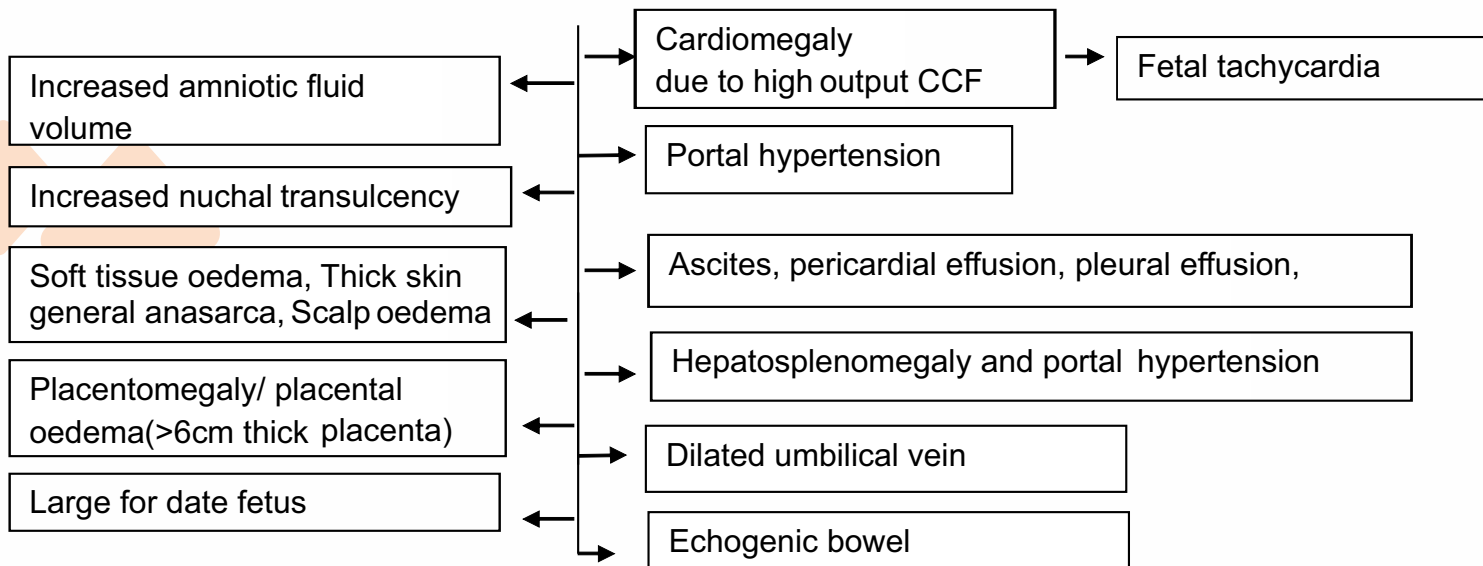 Increased amniotic fluid
volume
Increased nuchal transulcency
Soft tissue oedema, Thick skin
general anasarca, Scalp oedema
Placentomegaly/ placental
oedema(>6cm thick placenta)
Large for date fetus
Cardiomegaly
due to high output CCF
Fetal tachycardia
Portal hypertension
Ascites, pericardial effusion, pleural effusion,
Hepatosplenomegaly and portal hypertension
Dilated umbilical vein
Echogenic bowel